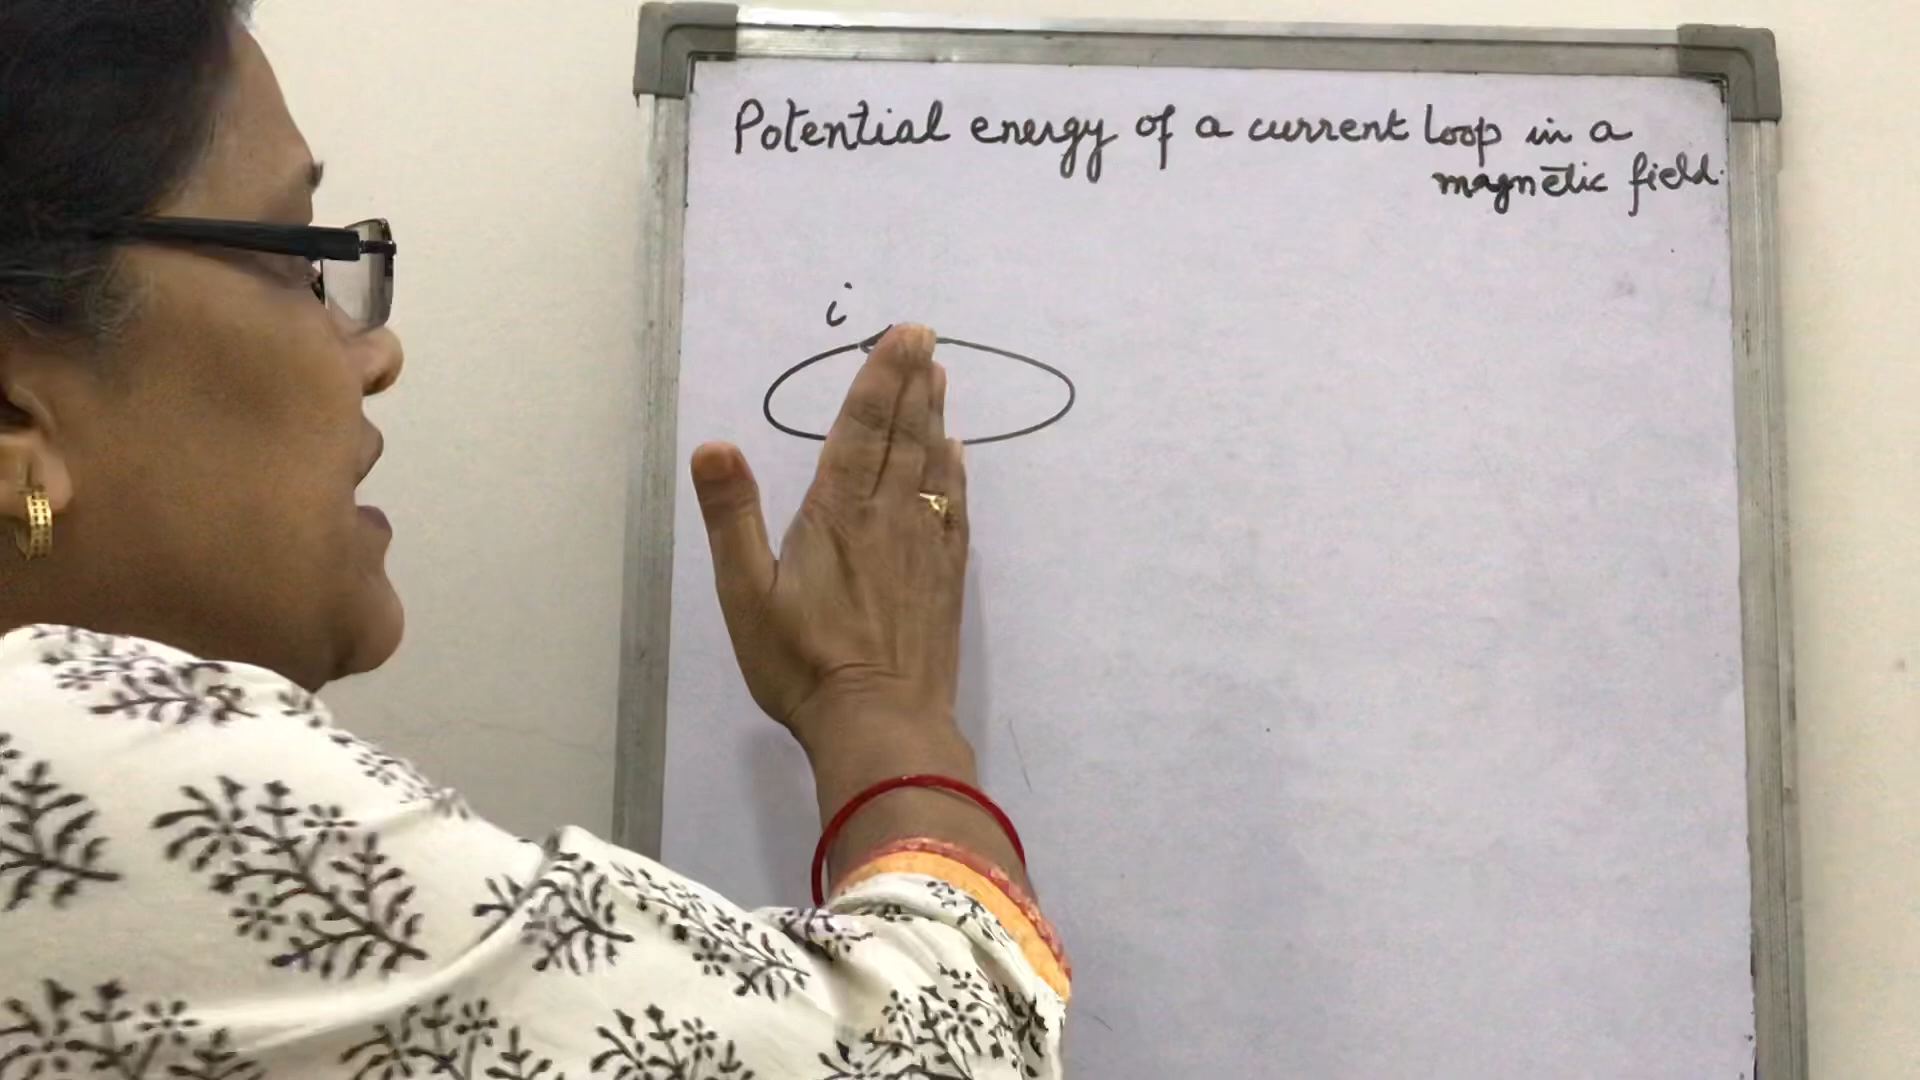 Potential energy of a current loop in a
magnetic field.
i